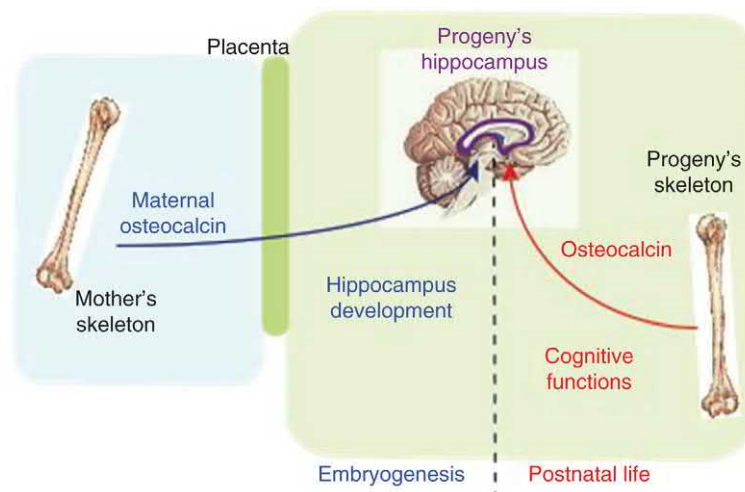 Placenta
Progeny's
hippocampus
Progeny's
skeleton
Maternal
osteocalcin
Osteocalcin
Mother's
skeleton
Hippocampus
development
Cognitive
functions
Embryogenesis
Postnatal life